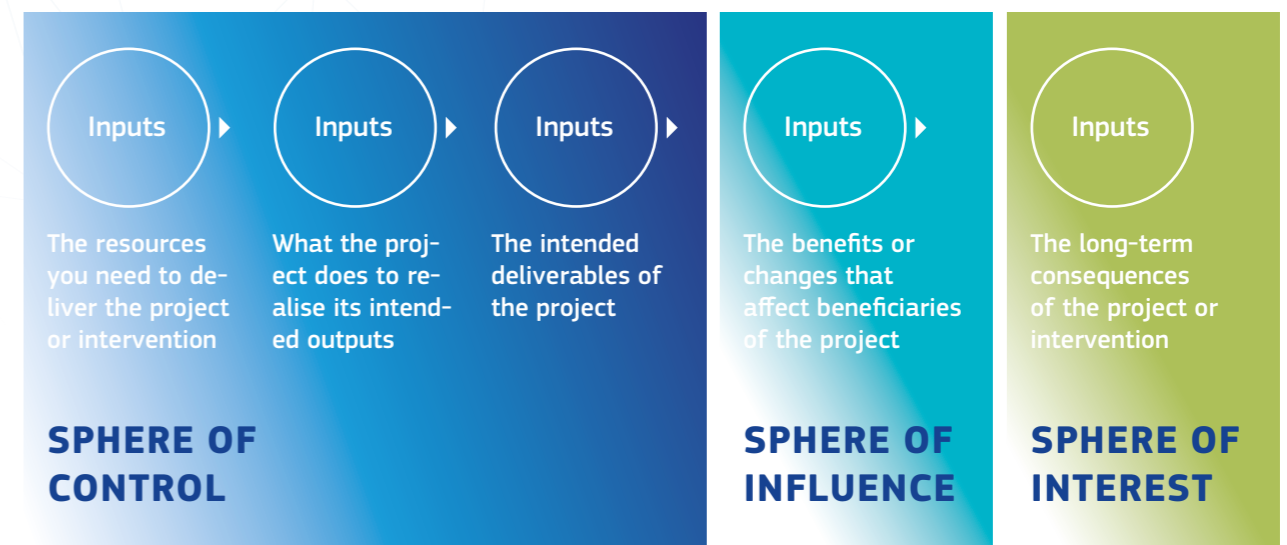 Inputs
The resources
you need to de-
liver the project
or intervention
Inputs
What the proj-
ect does to re-
alise its intend-
ed outputs
Inputs
The intended
deliverables of
the project
SPHERE OF
CONTROL
Inputs
The benefits or
changes that
affect beneficiaries
of the project
SPHERE OF
INFLUENCE
Inputs
The long-term
consequences
of the project or
intervention
SPHERE OF
INTEREST